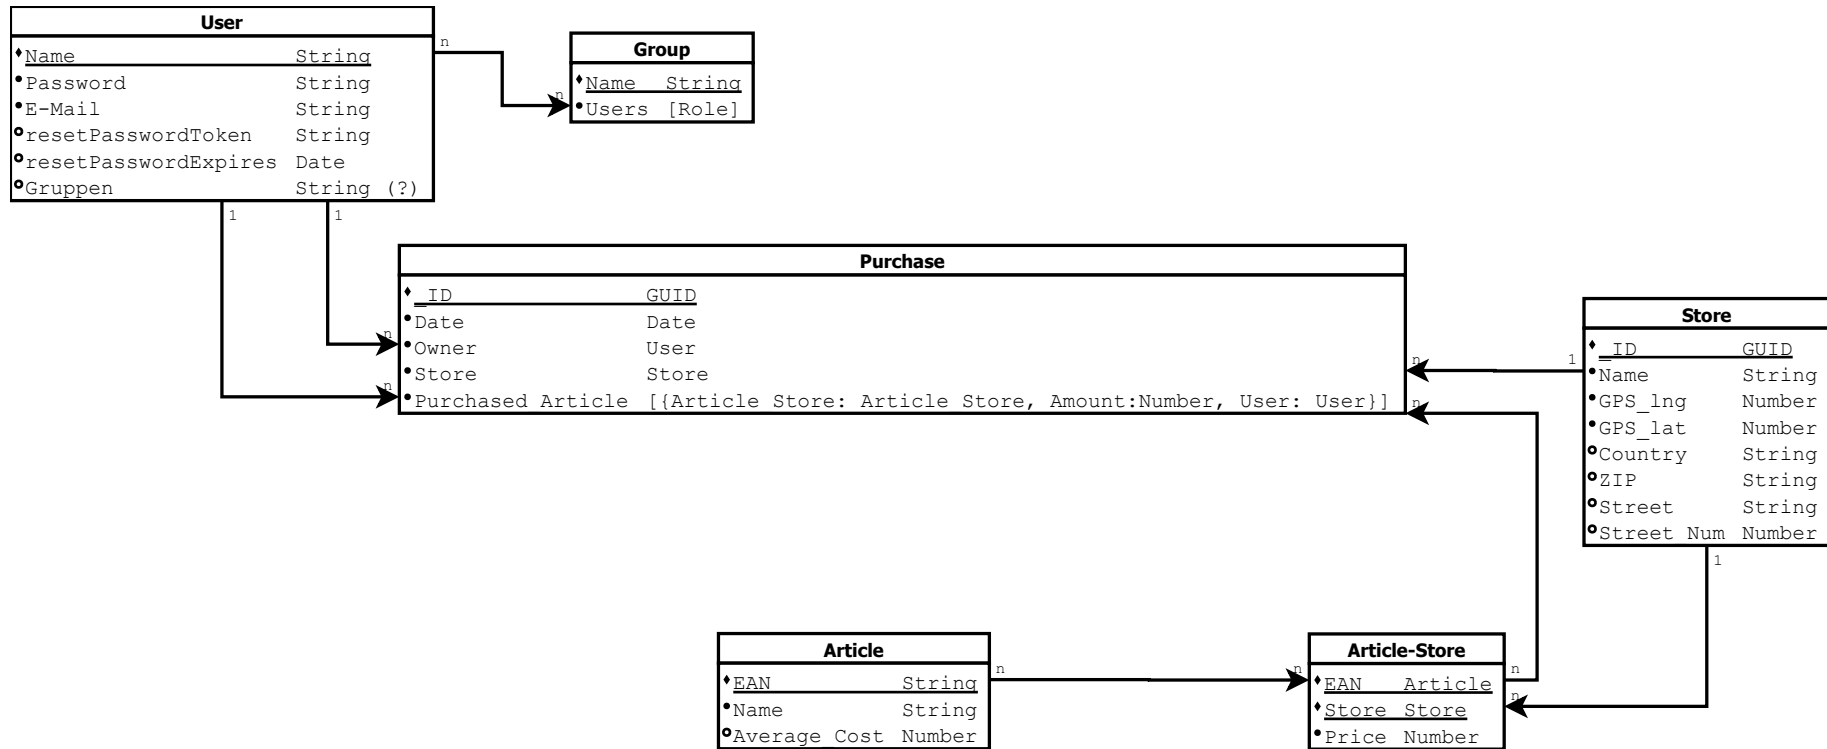 User
Name String
Password String
E-Mail String
resetPasswordToken String
resetPasswordExpires Date
Gruppen String (?)
n
n
Group
Name String
Users [Role]
1
1
Purchase
_ID GUID
Date Date
Owner User
Store Store
Purchased Article [{Article Store: Article Store, Amount:Number, User: User}]
n
n
n
n
1
Store
_ID GUID
Name String
GPS_lng Number
GPS_lat Number
Country String
ZIP String
Street String
Street Num Number
1
Article
EAN String
Name String
Average Cost Number
n
n
Article-Store
EAN Article
Store Store
Price Number
n
n